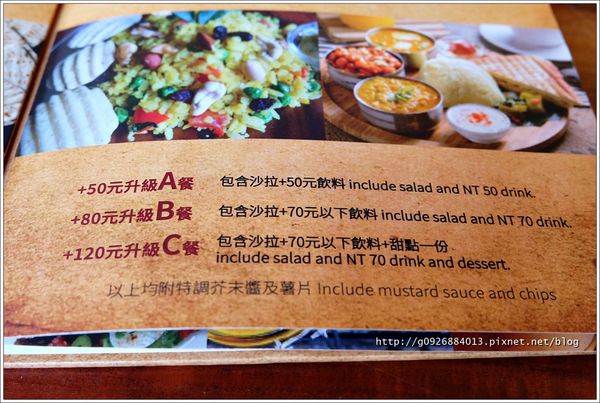 +50元升級A餐 包含沙拉+50元飲料 include salad and NT 50 drink.
+80元升級B餐 包含沙拉+70元以下飲料 include salad and NT 70 drink.
+120元升級C餐 包含沙拉+70元以下飲料+甜點一份
include salad and NT 70 drink and dessert.
以上均附特調芥末醬及薯片 Include mustard sauce and chips
http://g0926884013.pixnet.net/blog